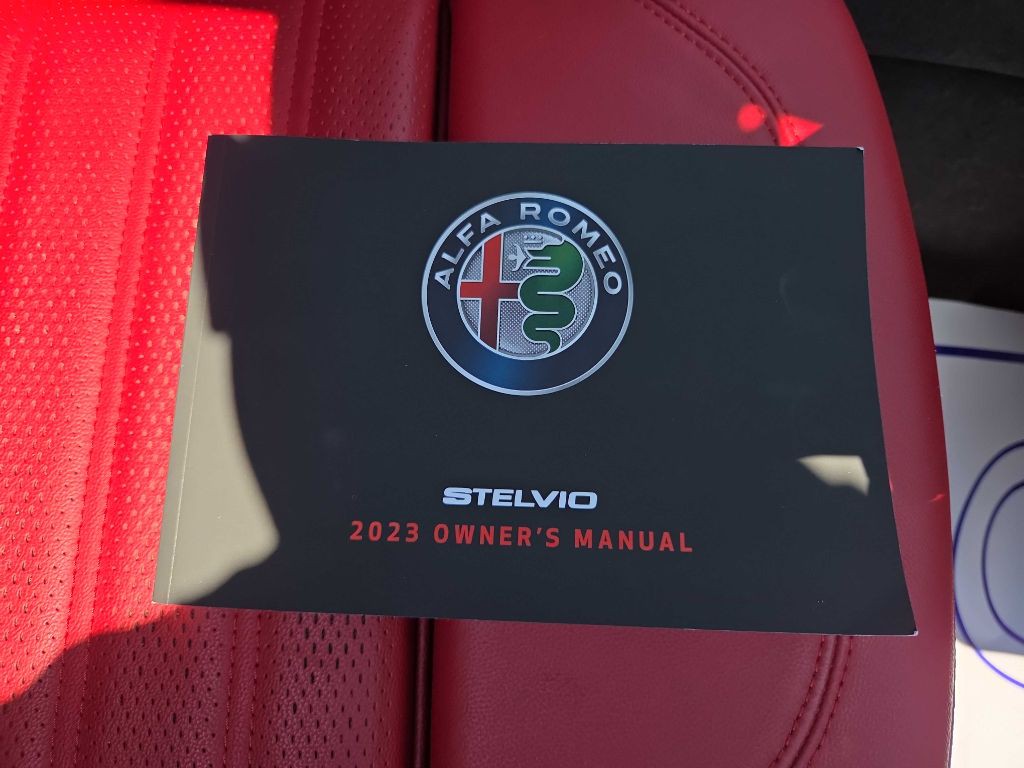 ALFA ROMEO
STELVIO
2023 OWNER'S MANUAL